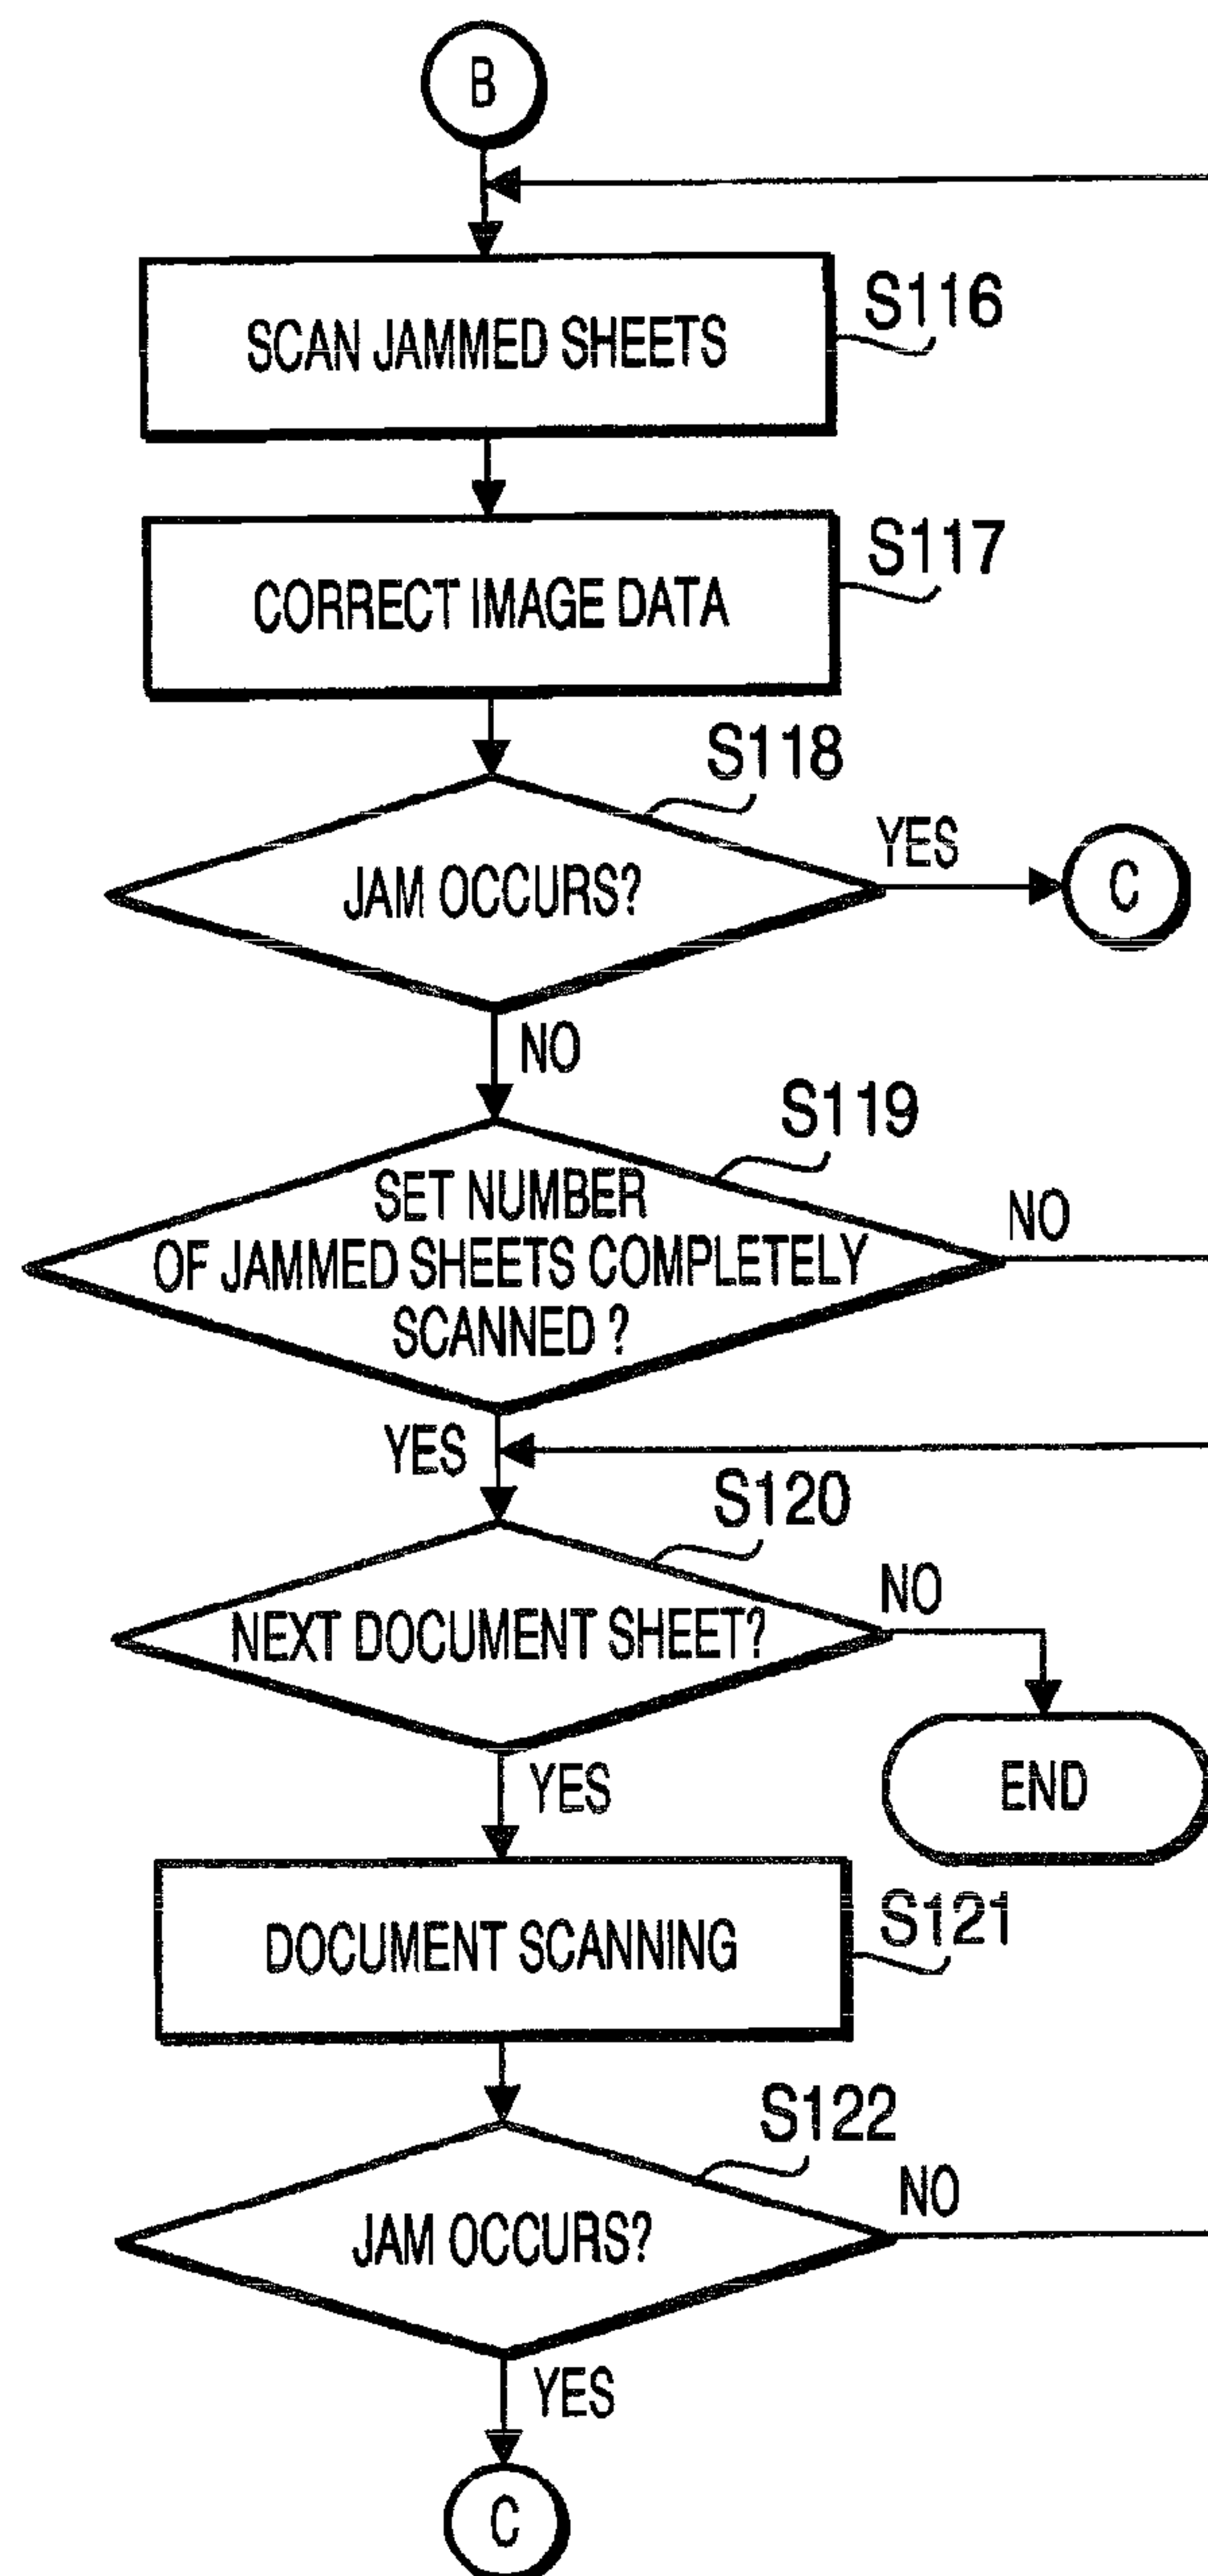 B
SCAN JAMMED SHEETS
S116
CORRECT IMAGE DATA
S117
S118
JAM OCCURS?
YES
C
NO
S119
SET NUMBER
OF JAMMED SHEETS COMPLETELY
SCANNED ?
NO
YES
S120
NEXT DOCUMENT SHEET?
NO
END
YES
DOCUMENT SCANNING
S121
S122
JAM OCCURS?
NO
YES
C